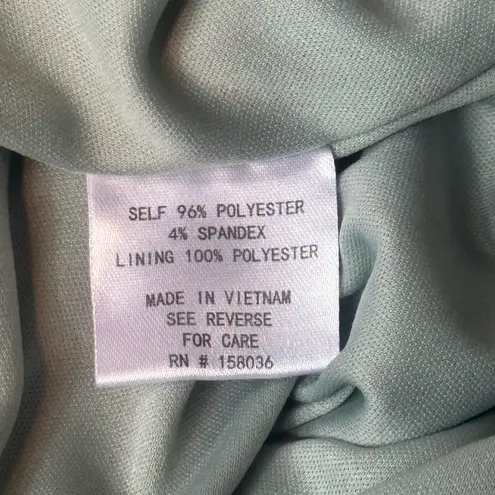 SELF 96% POLYESTER
4% SPANDEX
LINING 100% POLYESTER
MADE IN VIETNAM
SEE REVERSE
FOR CARE
RN # 158036